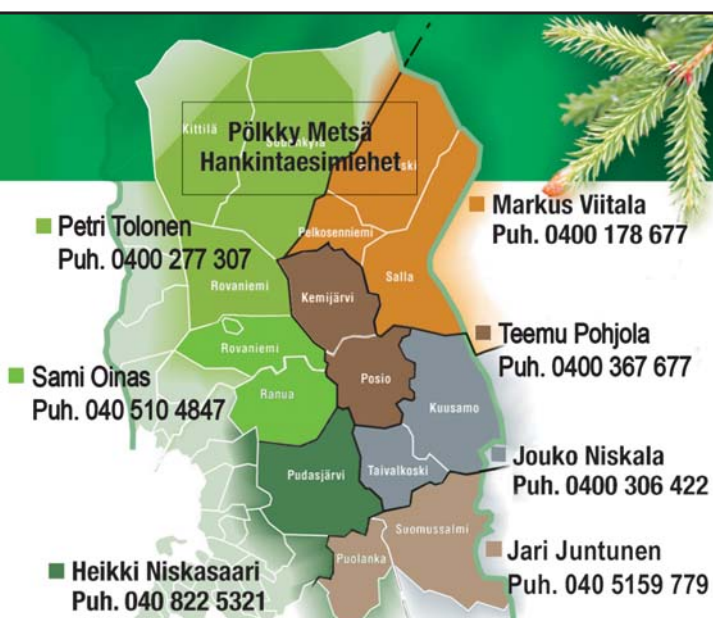 Kittilä
Pölkky Metsä
Hankintaesimiehet
Petri Tolonen
Puh. 0400 277 307
Markus Viitala
Puh. 0400 178 677
Pelkosenniemi
Salla
Rovaniemi
Kemijärvi
Teemu Pohjola
Puh. 0400 367 677
Rovaniemi
Sami Oinas
Puh. 040 510 4847
Posio
Ranua
Kuusamo
Jouko Niskala
Puh. 0400 306 422
Pudasjärvi
Taivalkoski
Suomussalmi
Jari Juntunen
Puh. 040 5159 779
Puolanka
Heikki Niskasaari
Puh. 040 822 5321